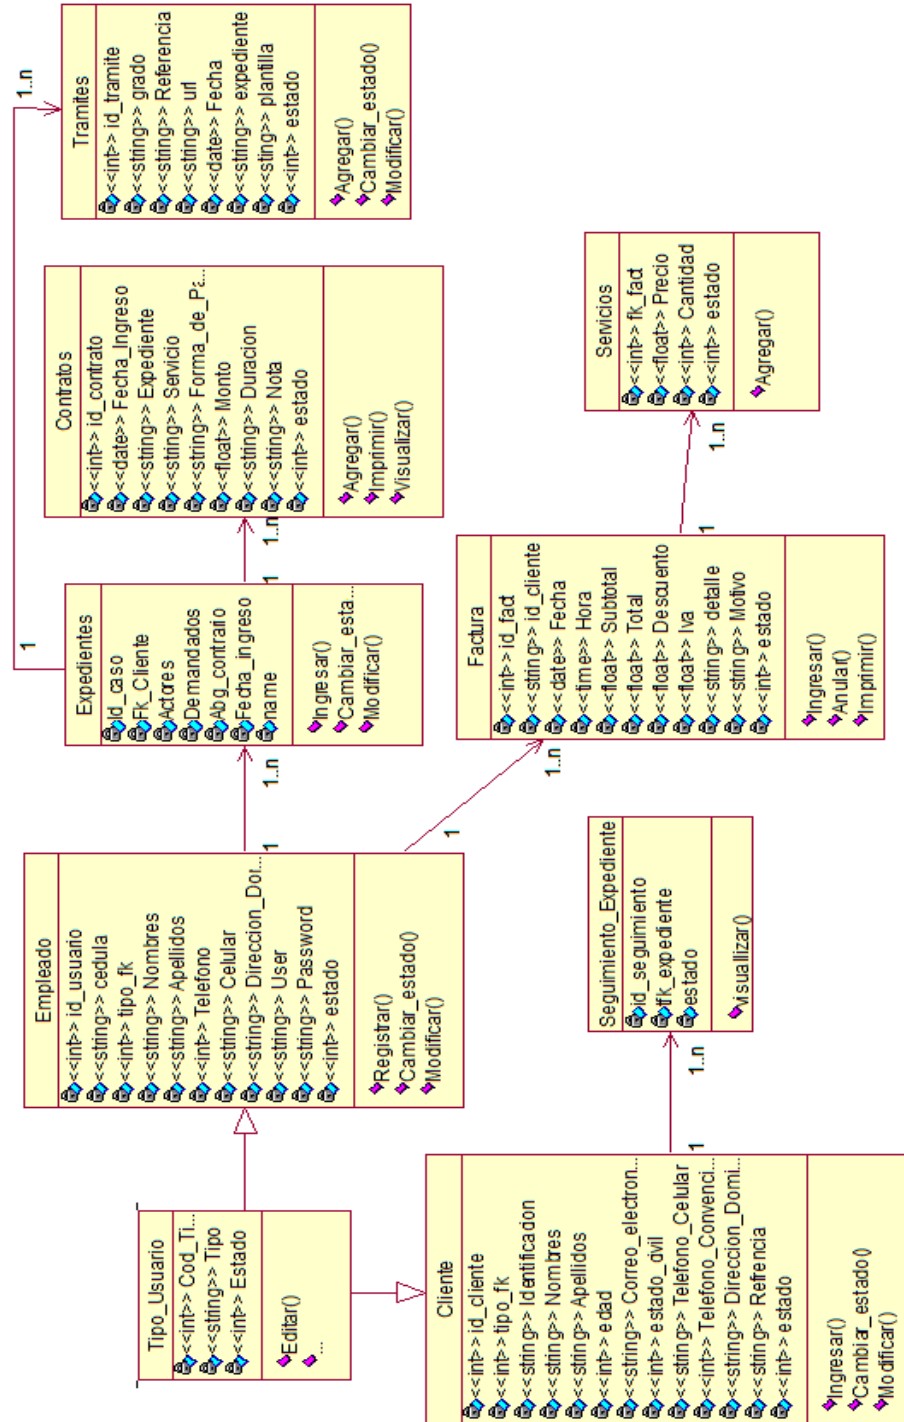 Tipo_Usuario
<<int>> Cod_Ti...
<<string>> Tipo
<<int>> Estado
Editar()
...
Empleado
<<int>> id_usuario
<<string>> cedula
<<int>> tipo_fk
<<string>> Nombres
<<string>> Apellidos
<<int>> Telefono
<<string>> Celular
<<string>> Direccion_Dor...
<<string>> User
<<string>> Password
<<int>> estado
Registrar()
Cambiar_estado()
Modificar()
1
1..n
1
1..n
Expedientes
Id_caso
Fk_Cliente
Actores
Demandados
Abg_contrario
Fecha_ingreso
name
Ingresar()
Cambiar_esta...
Modificar()
1
1..n
1
1..n
Contratos
<<int>> id_contrato
<<date>> Fecha_Ingreso
<<string>> Expediente
<<string>> Servicio
<<string>> Forma_de_Pa...
<<float>> Monto
<<string>> Duracion
<<string>> Nota
<<int>> estado
Agregar()
Imprimir()
Visualizar()
Tramites
<<int>> id_tramite
<<string>> grado
<<string>> Referencia
<<string>> url
<<date>> Fecha
<<string>> expediente
<<sting>> plantilla
<<int>> estado
Agregar()
Cambiar_estado()
Modificar()
Cliente
<<int>> id_cliente
<<int>> tipo_fk
<<string>> Identificacion
<<string>> Nombres
<<string>> Apellidos
<<int>> edad
<<string>> Correo_electron...
<<int>> estado_civil
<<string>> Telefono_Celular
<<int>> Telefono_Convenci...
<<string>> Direccion_Domi...
<<string>> Refrencia
<<int>> estado
Ingresar()
Cambiar_estado()
Modificar()
1
1..n
Seguimiento_Expediente
id_seguimiento
fk_expediente
estado
visuallizar()
Factura
<<int>> id_fact
<<string>> id_cliente
<<date>> Fecha
<<time>> Hora
<<float>> Subtotal
<<float>> Total
<<float>> Descuento
<<float>> Iva
<<string>> detalle
<<string>> Motivo
<<int>> estado
Ingresar()
Anular()
Imprimir()
1
1..n
Servicios
<<int>> fk_fact
<<float>> Precio
<<int>> Cantidad
<<int>> estado
Agregar()